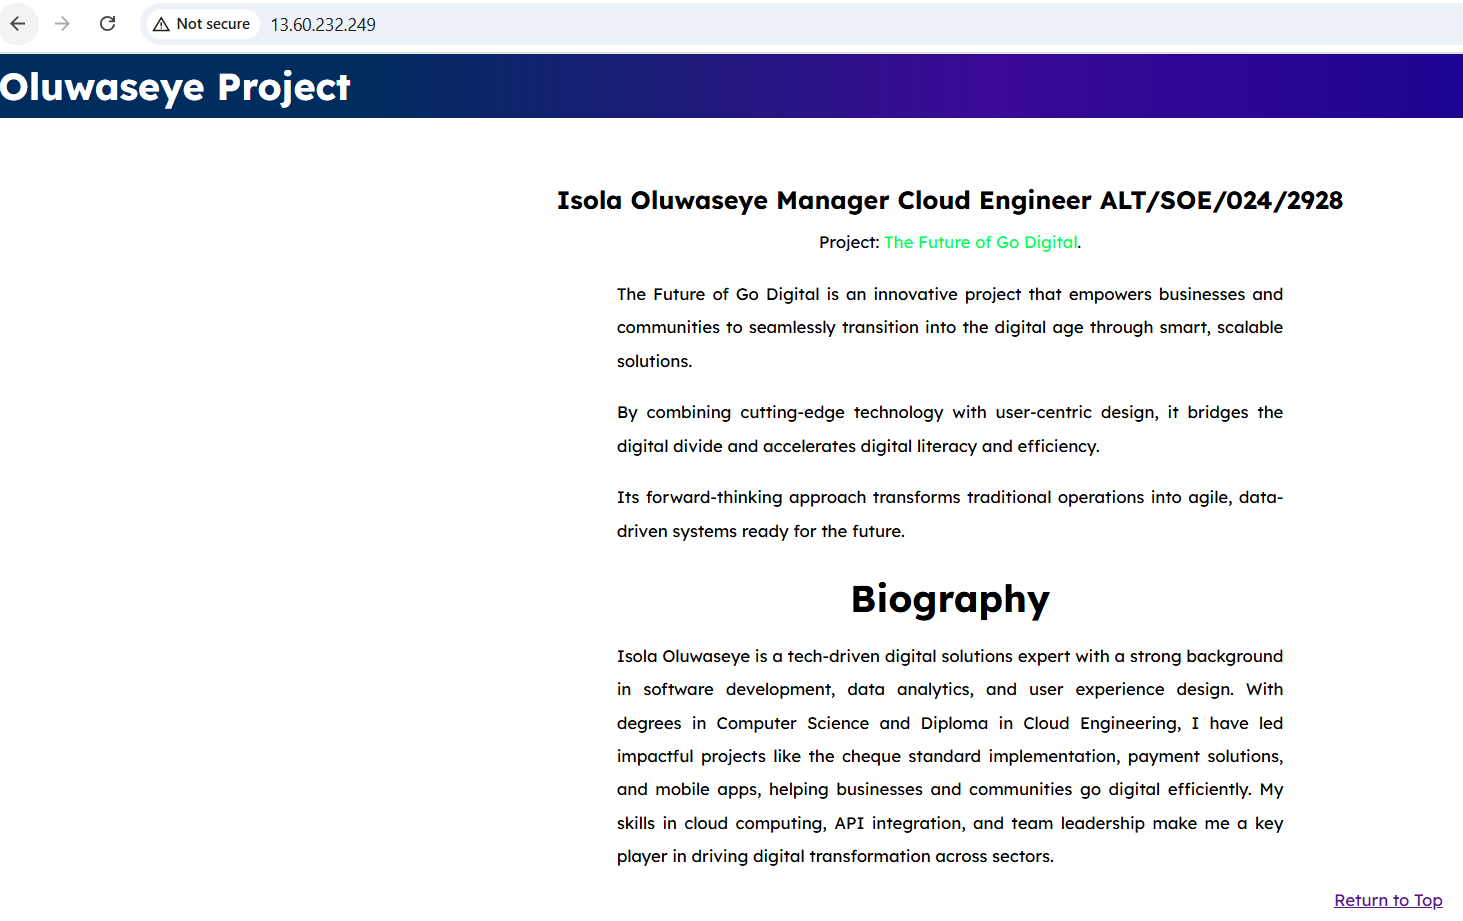 Not secure 13.60.232.249
Oluwaseye Project
Isola Oluwaseye Manager Cloud Engineer ALT/SOE/024/2928
Project: The Future of Go Digital.
The Future of Go Digital is an innovative project that empowers businesses and
communities to seamlessly transition into the digital age through smart, scalable
solutions.
By combining cutting-edge technology with user-centric design, it bridges the
digital divide and accelerates digital literacy and efficiency.
Its forward-thinking approach transforms traditional operations into agile, data-
driven systems ready for the future.
Biography
Isola Oluwaseye is a tech-driven digital solutions expert with a strong background
in software development, data analytics, and user experience design. With
degrees in Computer Science and Diploma in Cloud Engineering, I have led
impactful projects like the cheque standard implementation, payment solutions,
and mobile apps, helping businesses and communities go digital efficiently. My
skills in cloud computing, API integration, and team leadership make me a key
player in driving digital transformation across sectors.
Return to Top